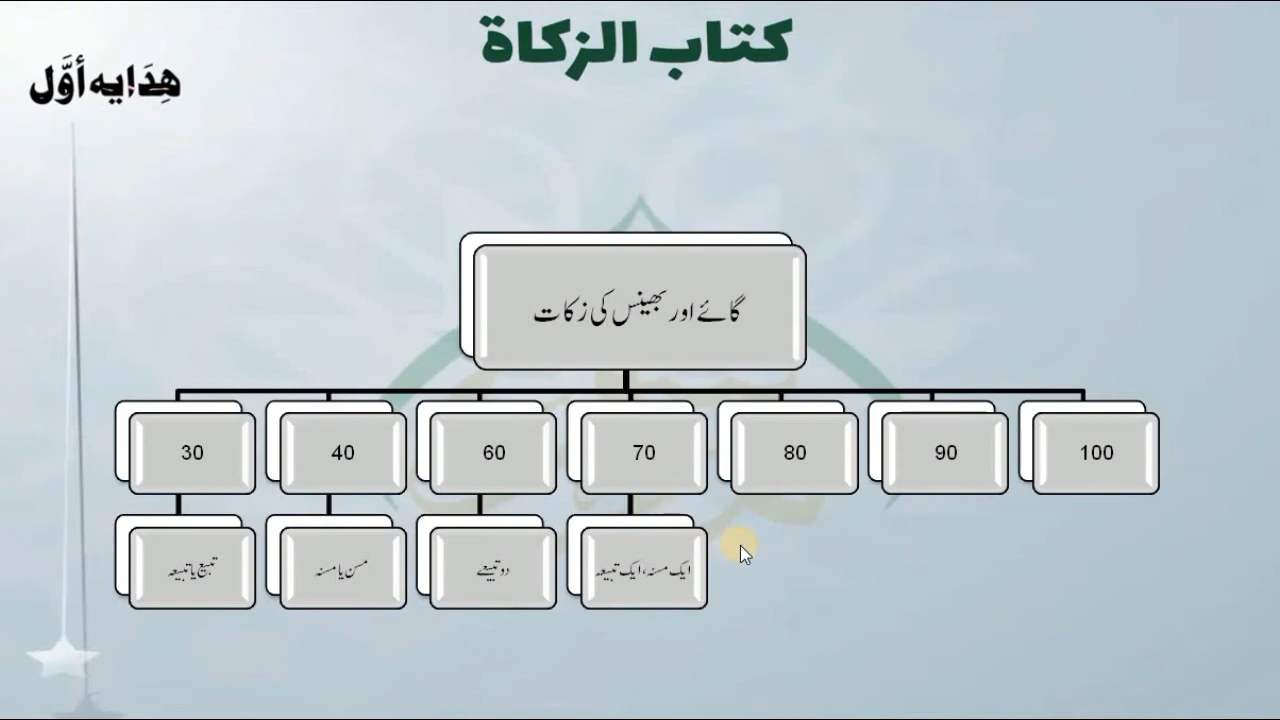 كتاب الزكاة
هِدَايه أوَّل
گائے اور بھینس کی زکات
30
40
60
70
80
90
100
تبیع یا تبیعہ
مسن یا مسنہ
دو تبیعے
ایک مسنہ، ایک تبیعہ